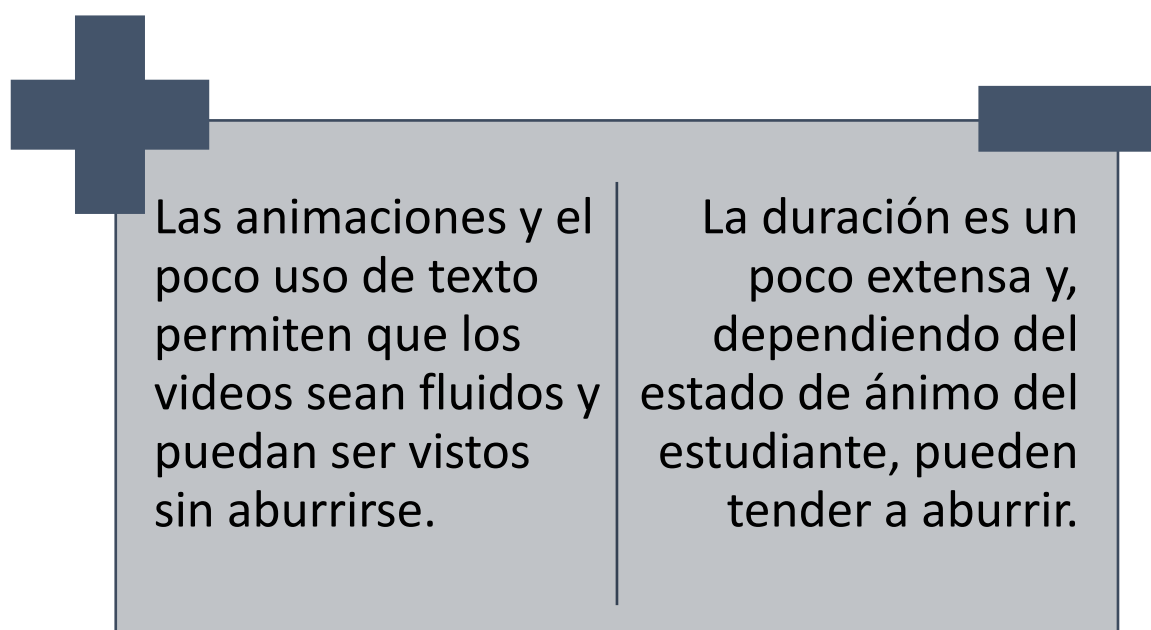 Las animaciones y el
poco uso de texto
permiten que los
videos sean fluidos y
puedan ser vistos
sin aburrirse.
La duración es un
poco extensa y,
dependiendo del
estado de ánimo del
estudiante, pueden
tender a aburrir.